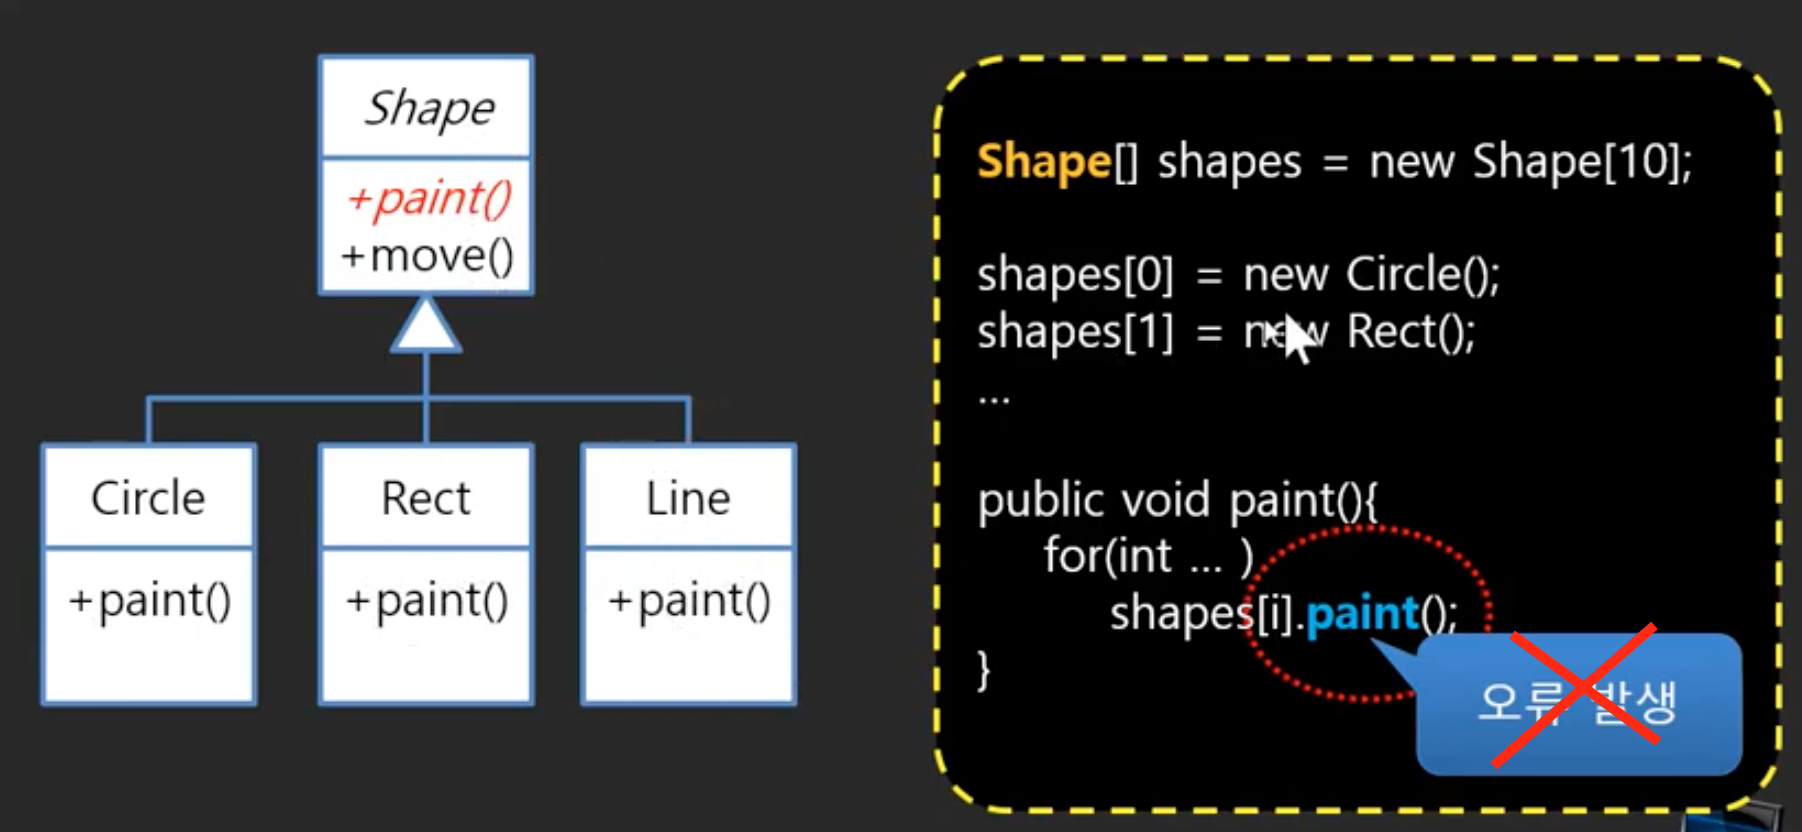 Shape
+paint()
+move()
Circle
+paint()
Rect
+paint()
Line
+paint()
Shape[] shapes = new Shape[10];
shapes[0] = new Circle();
shapes[1] = new Rect();
...
public void paint(){
for(int ... )
shapes[i].paint();
}
오류 발생